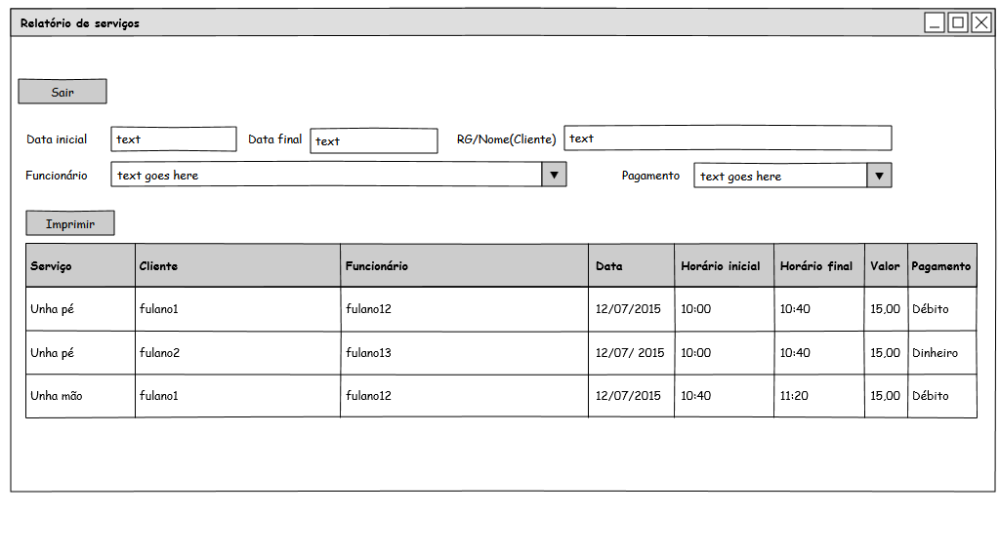 Relatório de serviços
Sair
Data inicial text Data final text RG/Nome(Cliente) text
Funcionário text goes here Pagamento text goes here
Imprimir
Serviço Cliente Funcionário Data Horário inicial Horário final Valor Pagamento
Unha pé fulano1 fulano12 12/07/2015 10:00 10:40 15,00 Débito
Unha pé fulano2 fulano13 12/07/ 2015 10:00 10:40 15,00 Dinheiro
Unha mão fulano1 fulano12 12/07/2015 10:40 11:20 15,00 Débito